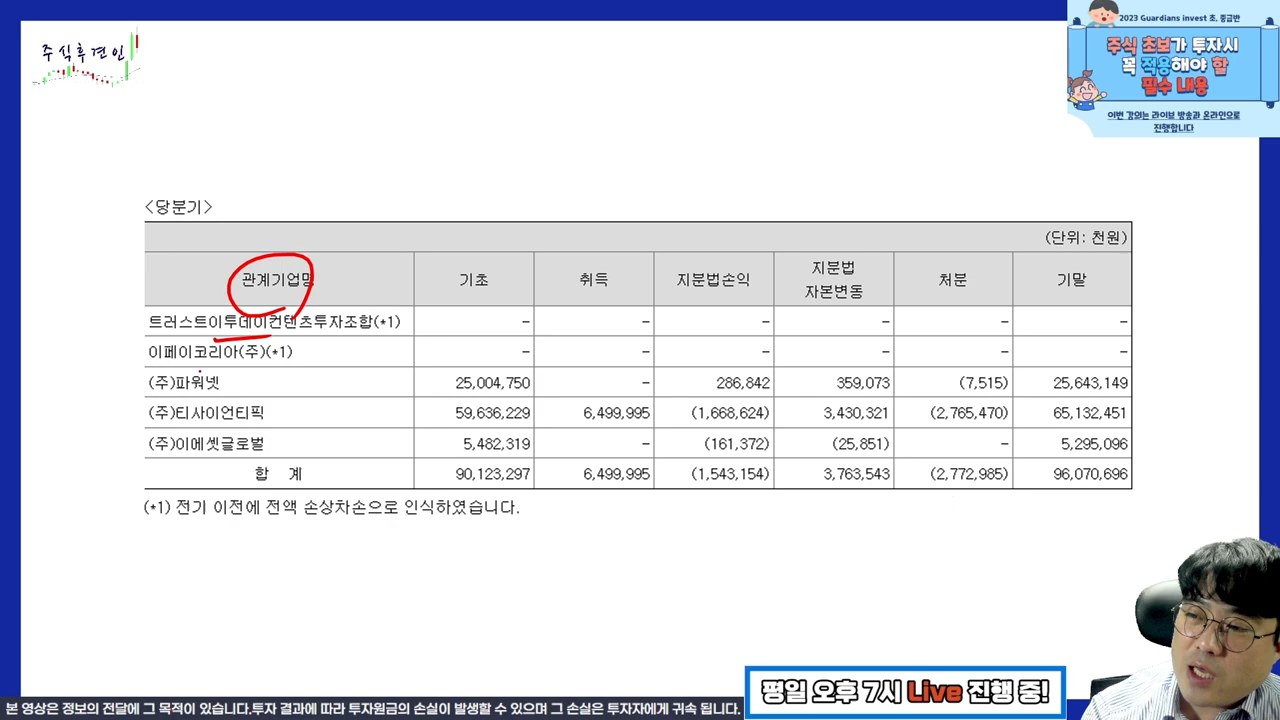 주식후견인
2023 Guardians invest 초, 중급반
주식 초보가 투자시
꼭 적용해야 할
필수 내용
이번 강의는 라이브 방송과 온라인으로
진행합니다
<당분기>
(단위: 천원)
관계기업명 기초 취득 지분법손익 지분법 자본변동 처분 기말
트러스트이투데이컨텐츠투자조합(*1) - - - - - -
이페이코리아(주)(*1) - - - - - -
(주)파워넷 25,004,750 - 286,842 359,073 (7,515) 25,643,149
(주)티사이언티픽 59,636,229 6,499,995 (1,668,624) 3,430,321 (2,765,470) 65,132,451
(주)이에셋글로벌 5,482,319 - (161,372) (25,851) - 5,295,096
합 계 90,123,297 6,499,995 (1,543,154) 3,763,543 (2,772,985) 96,070,696
(*1) 전기 이전에 전액 손상차손으로 인식하였습니다.
평일 오후 7시 Live 진행 중!
본 영상은 정보의 전달에 그 목적이 있습니다.투자 결과에 따라 투자원금의 손실이 발생할 수 있으며 그 손실은 투자자에게 귀속 됩니다.